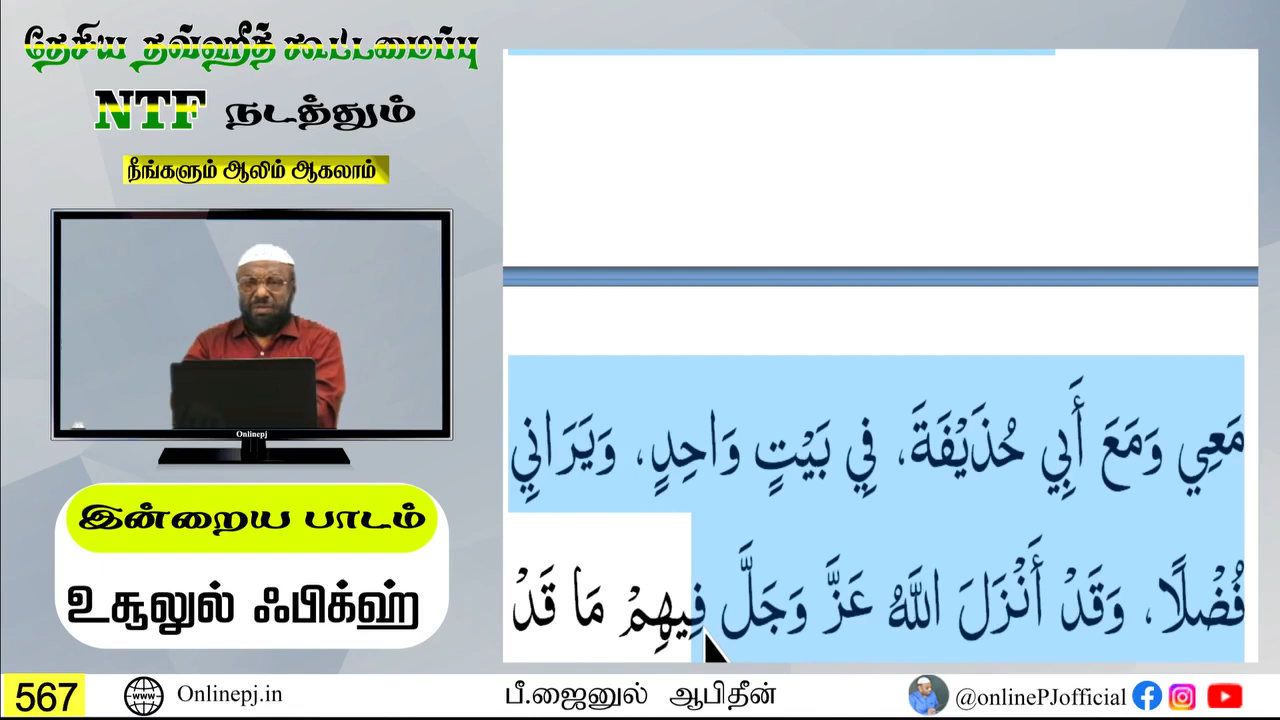 தேசிய தவ்ஹீத் கூட்டமைப்பு
NTF நடத்தும்
நீங்களும் ஆலிம் ஆகலாம்
Onlinepj
இன்றைய பாடம்
உசூலுல் ஃபிக்ஹ்
مَعِي وَمَعَ أَبِي حُذَيْفَةَ، فِي بَيْتٍ وَاحِدٍ، وَيَرَانِي
فُضْلًا، وَقَدْ أَنْزَلَ اللَّهُ عَزَّ وَجَلَّ فِيهِمْ مَا قَدْ
567
www
Onlinepj.in
பீ.ஜைனுல் ஆபிதீன்
@onlinePJofficial